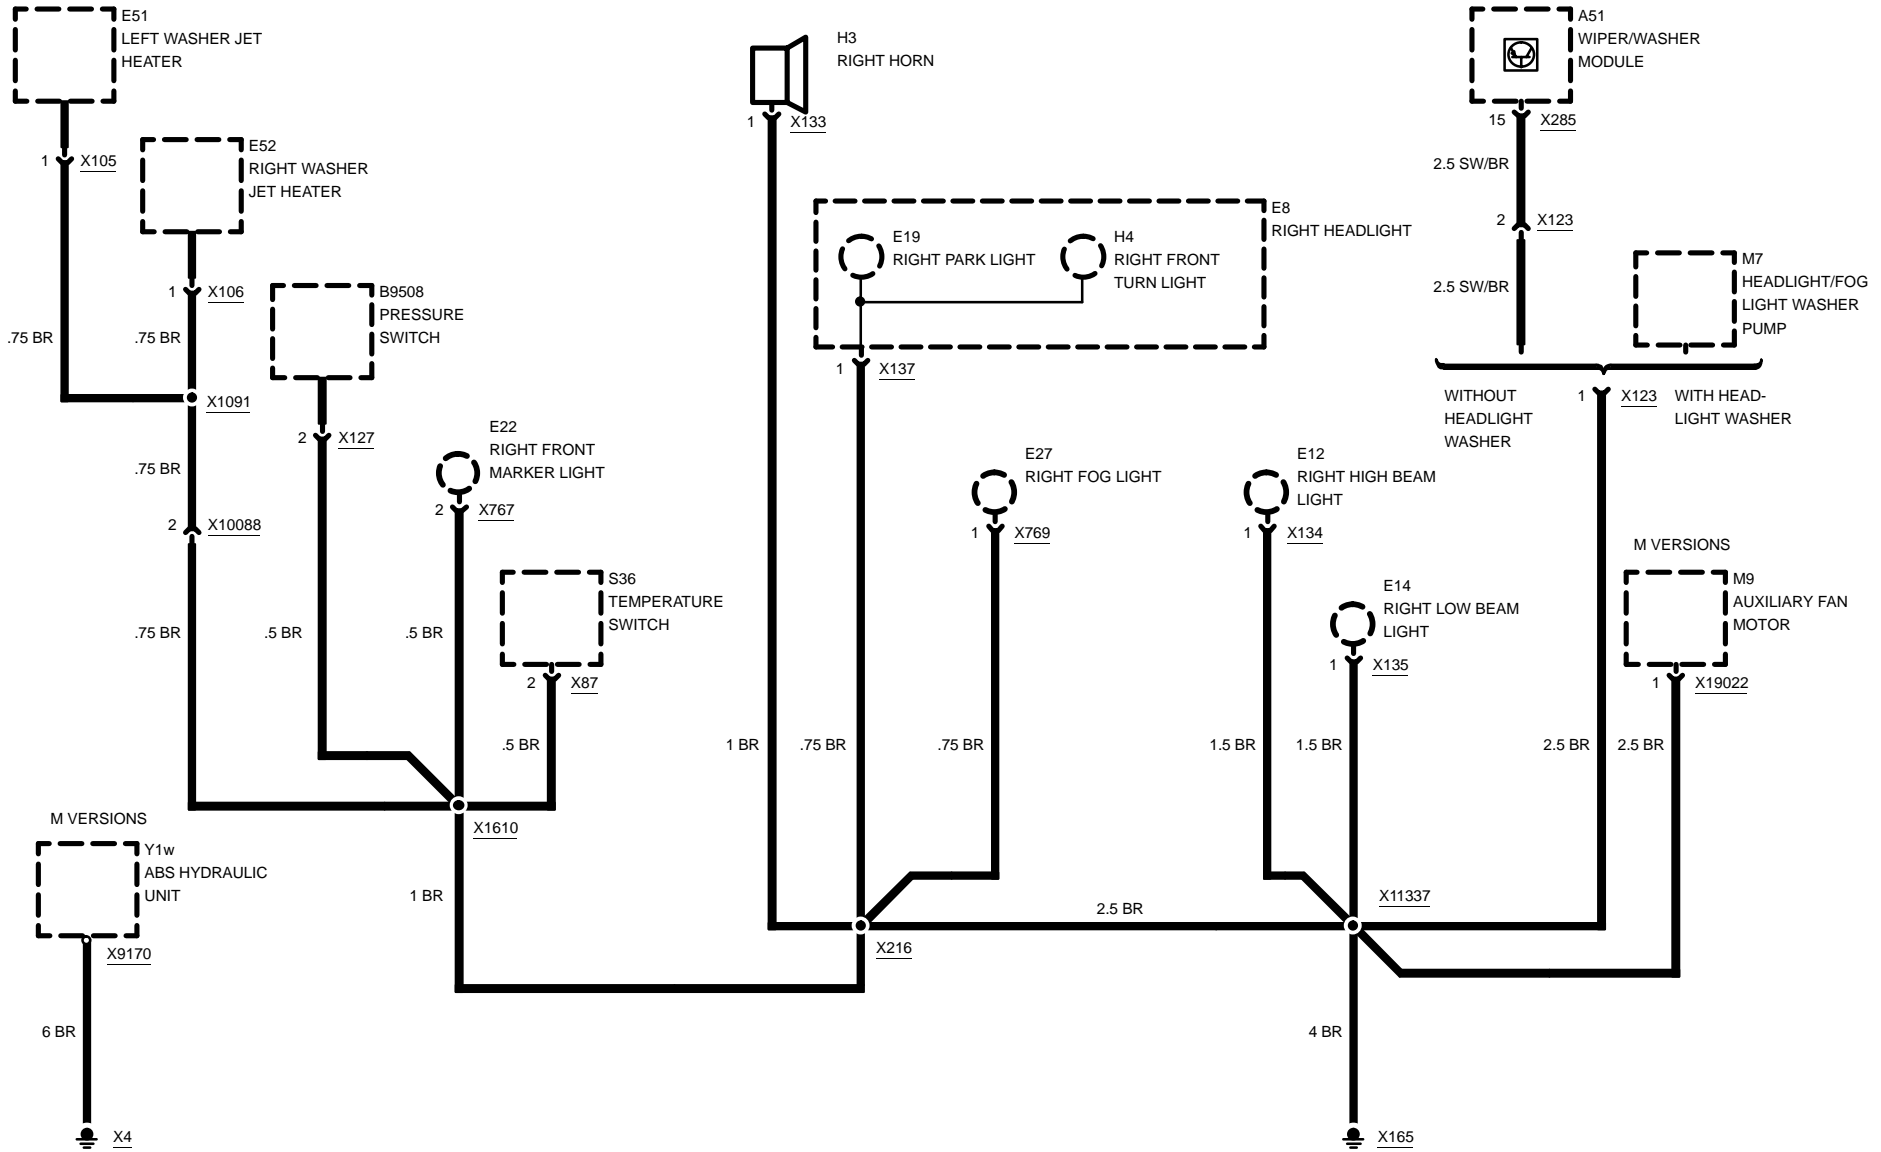 E51
LEFT WASHER JET
HEATER
1
X105
.75 BR
E52
RIGHT WASHER
JET HEATER
1
X106
.75 BR
X1091
.75 BR
2
X10088
.75 BR
B9508
PRESSURE
SWITCH
2
X127
.5 BR
E22
RIGHT FRONT
MARKER LIGHT
2
X767
.5 BR
S36
TEMPERATURE
SWITCH
2
X87
.5 BR
X1610
1 BR
M VERSIONS
Y1w
ABS HYDRAULIC
UNIT
X9170
6 BR
X4
H3
RIGHT HORN
1
X133
1 BR
E8
RIGHT HEADLIGHT
E19
RIGHT PARK LIGHT
H4
RIGHT FRONT
TURN LIGHT
1
X137
.75 BR
E27
RIGHT FOG LIGHT
1
X769
.75 BR
X216
2.5 BR
E12
RIGHT HIGH BEAM
LIGHT
1
X134
1.5 BR
E14
RIGHT LOW BEAM
LIGHT
1
X135
1.5 BR
X11337
4 BR
X165
A51
WIPER/WASHER
MODULE
15
X285
2.5 SW/BR
2
X123
2.5 SW/BR
M7
HEADLIGHT/FOG
LIGHT WASHER
PUMP
WITHOUT
HEADLIGHT
WASHER
1
X123
WITH HEAD-
LIGHT WASHER
2.5 BR
M VERSIONS
M9
AUXILIARY FAN
MOTOR
1
X19022
2.5 BR